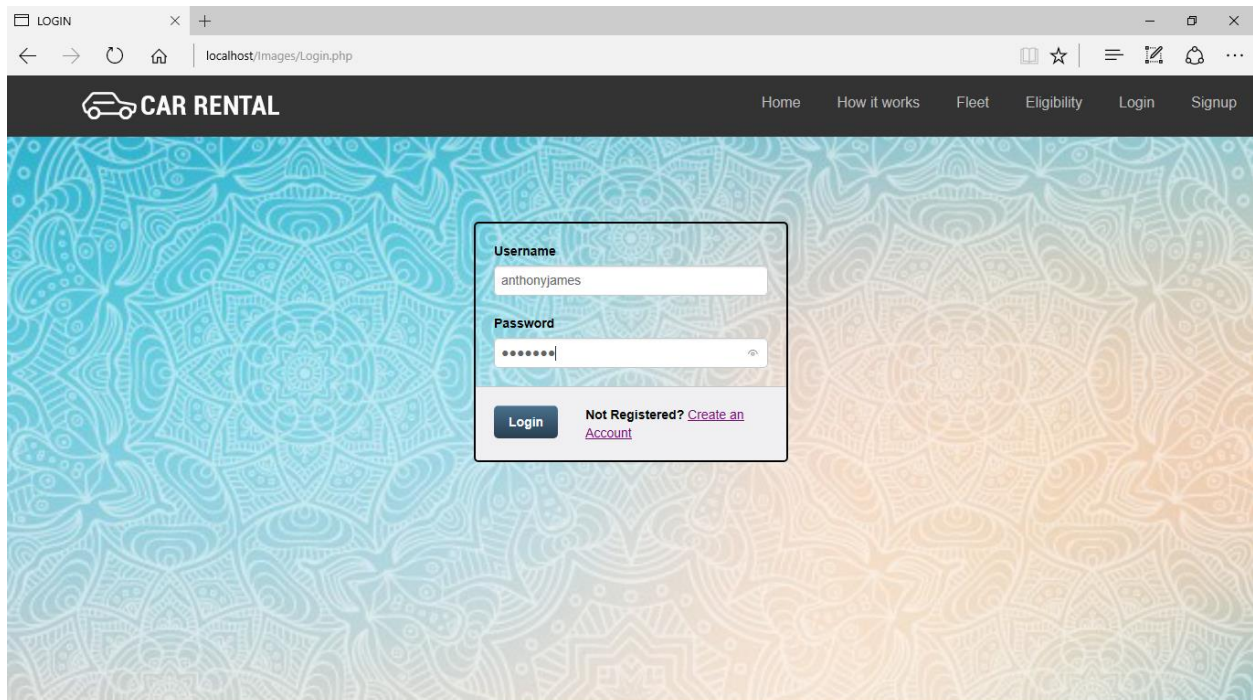 LOGIN
localhost/Images/Login.php
CAR RENTAL
Home How it works Fleet Eligibility Login Signup
Username
anthonyjames
Password
•••••••
Login
Not Registered? Create an
Account